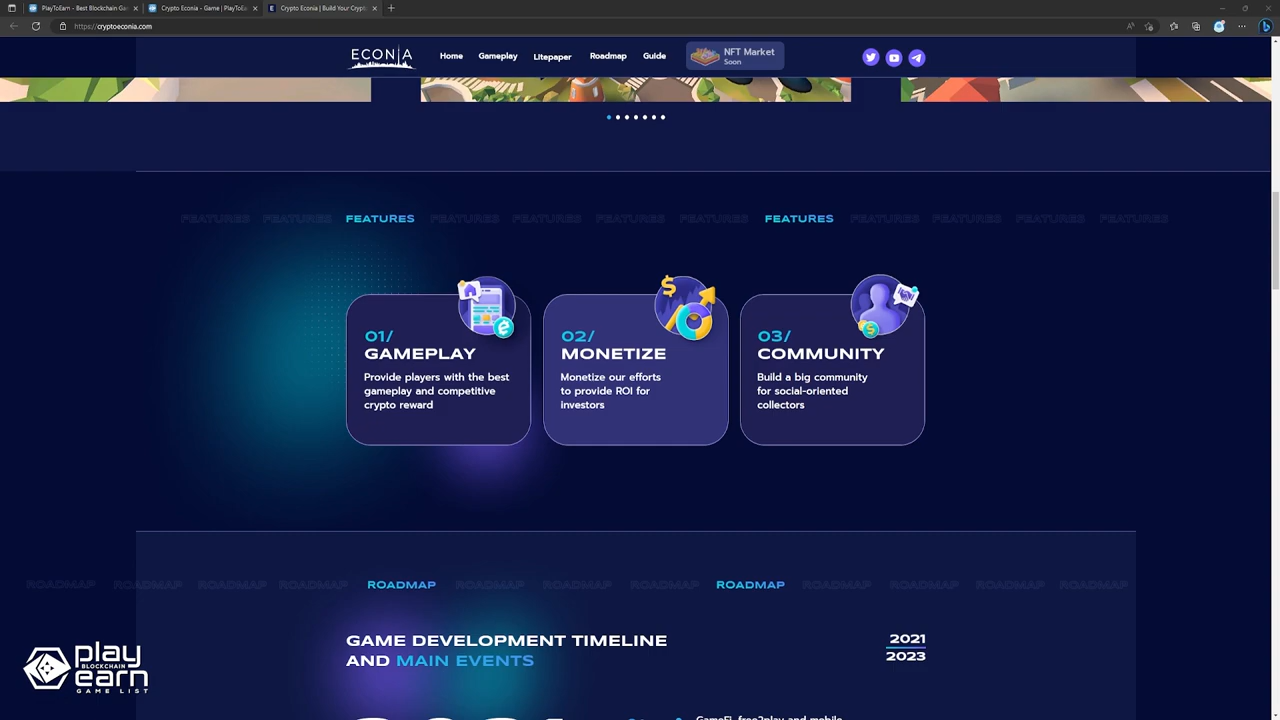 PlayToEarn - Best Blockchain Ga
Crypto Econia - Game | PlayToEa
Crypto Econia | Build Your Crypt
https://cryptoeconia.com
ECONIA
Home
Gameplay
Litepaper
Roadmap
Guide
NFT Market
Soon
FEATURES FEATURES FEATURES FEATURES FEATURES FEATURES FEATURES FEATURES FEATURES FEATURES FEATURES FEATURES
01/
GAMEPLAY
Provide players with the best
gameplay and competitive
crypto reward
02/
MONETIZE
Monetize our efforts
to provide ROI for
investors
03/
COMMUNITY
Build a big community
for social-oriented
collectors
ROADMAP ROADMAP ROADMAP ROADMAP ROADMAP ROADMAP ROADMAP ROADMAP ROADMAP ROADMAP ROADMAP ROADMAP ROADMAP
GAME DEVELOPMENT TIMELINE
AND MAIN EVENTS
2021
2023
GameFi, free2play and mobile
play
BLOCKCHAIN
earn
GAME LIST